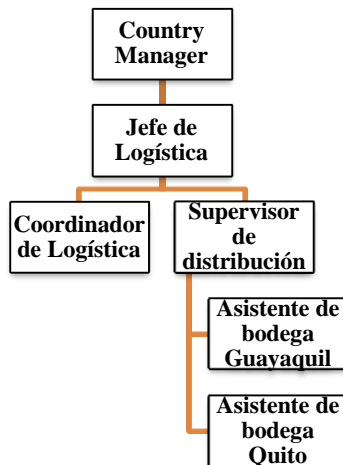 Country
Manager
Jefe de
Logística
Coordinador
de Logística
Supervisor
de
distribución
Asistente de
bodega
Guayaquil
Asistente de
bodega
Quito